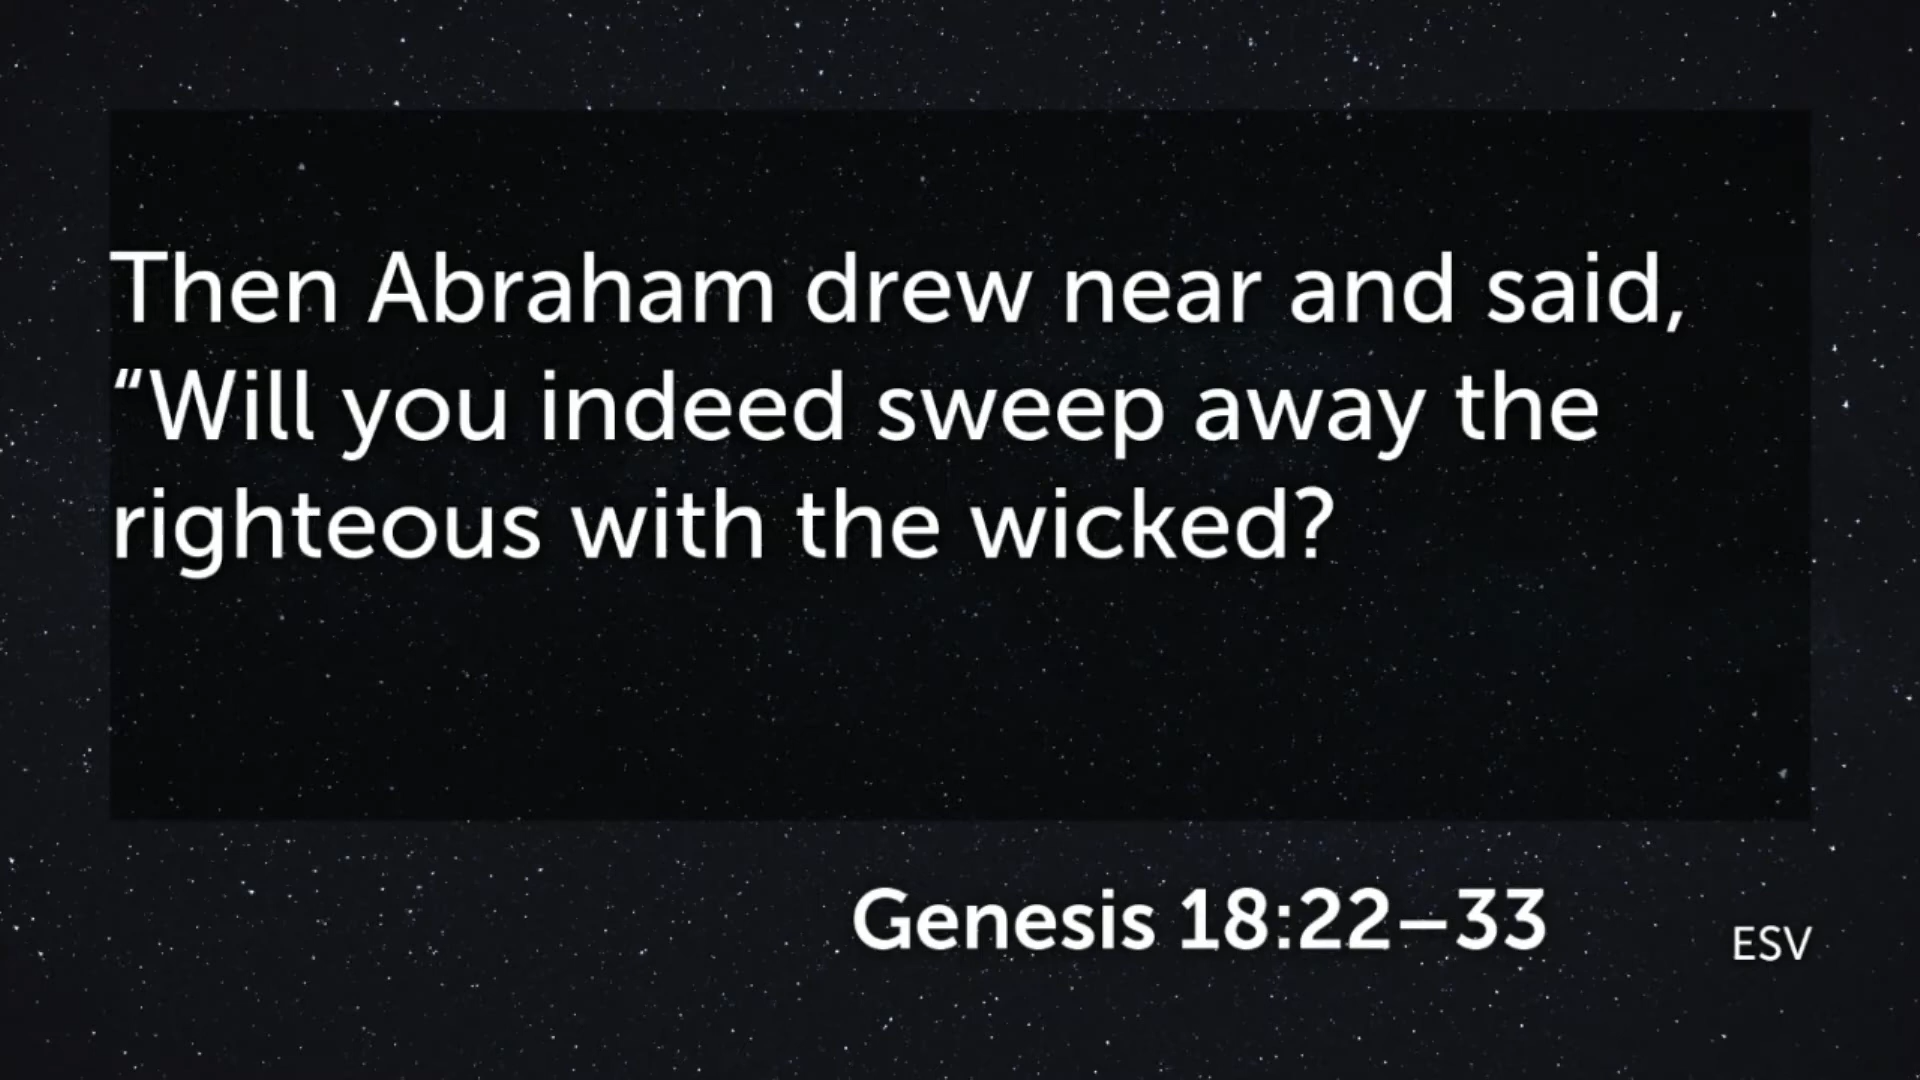 Then Abraham drew near and said,
“Will you indeed sweep away the
righteous with the wicked?
Genesis 18:22–33
ESV